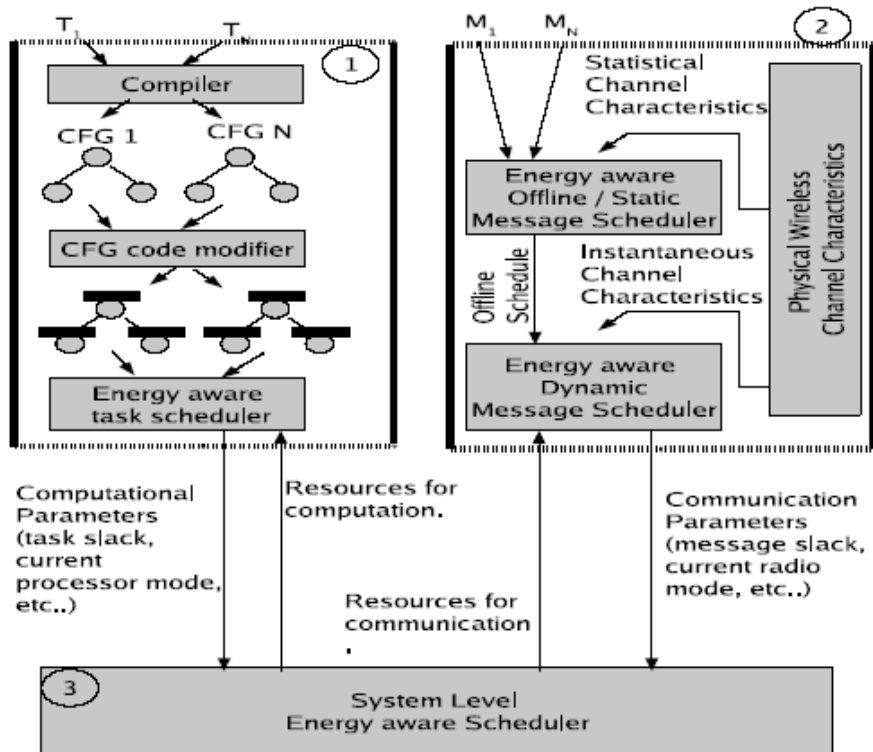 T1
TN
1
Compiler
CFG 1
CFG N
CFG code modifier
Energy aware
task scheduler
M1
MN
2
Statistical
Channel
Characteristics
Energy aware
Offline / Static
Message Scheduler
Offline
Schedule
Instantaneous
Channel
Characteristics
Physical Wireless
Channel Characteristics
Energy aware
Dynamic
Message Scheduler
Computational
Parameters
(task slack,
current
processor mode,
etc..)
Resources for
computation.
Resources for
communication
.
Communication
Parameters
(message slack,
current radio
mode, etc..)
3
System Level
Energy aware Scheduler